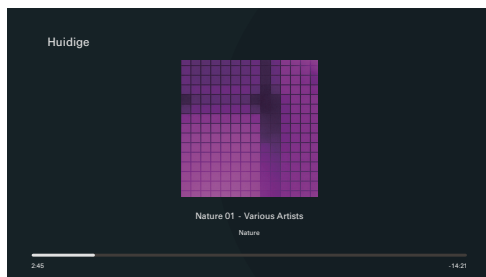 Huidige
Nature 01 - Various Artists
Nature
2:45
-14:21